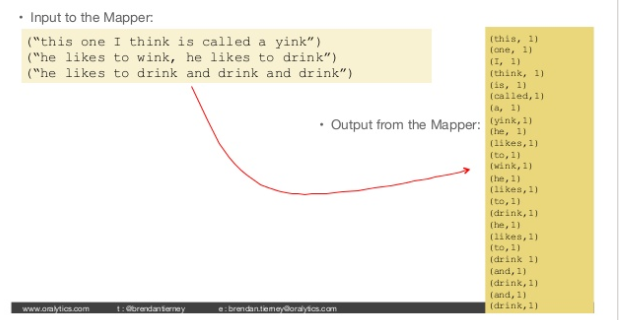 • Input to the Mapper:
("this one I think is called a yink")
("he likes to wink, he likes to drink")
("he likes to drink and drink and drink")
• Output from the Mapper:
(this, 1)
(one, 1)
(I, 1)
(think, 1)
(is, 1)
(called,1)
(a, 1)
(yink,1)
(he, 1)
(likes,1)
(to,1)
(wink,1)
(he,1)
(likes,1)
(to,1)
(drink,1)
(he,1)
(likes,1)
(to,1)
(drink 1)
(and,1)
(drink,1)
(and,1)
(drink,1)
www.oralytics.com t : @brendantierney e : brendan.tierney@oralytics.com